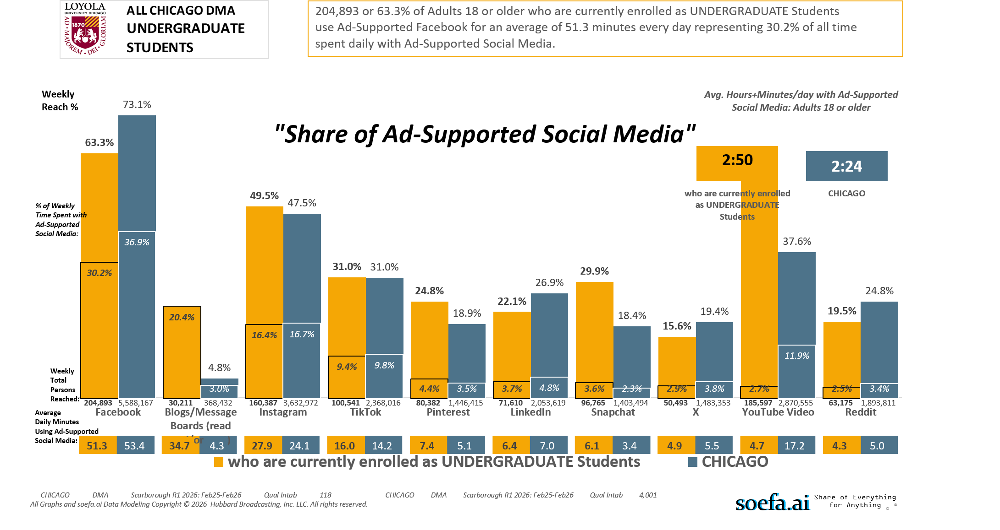 LOYOLA
UNIVERSITY CHICAGO
1870
AD • MAJOREM • DEI • GLORIAM
ALL CHICAGO DMA
UNDERGRADUATE
STUDENTS
204,893 or 63.3% of Adults 18 or older who are currently enrolled as UNDERGRADUATE Students
use Ad-Supported Facebook for an average of 51.3 minutes every day representing 30.2% of all time
spent daily with Ad-Supported Social Media.
Weekly
Reach %
Avg. Hours+Minutes/day with Ad-Supported
Social Media: Adults 18 or older
"Share of Ad-Supported Social Media"
2:50 2:24
who are currently enrolled
as UNDERGRADUATE
Students
CHICAGO
63.3% 73.1% 4.8% 49.5% 47.5% 31.0% 31.0% 24.8% 18.9% 22.1% 26.9% 29.9% 18.4% 15.6% 19.4% 37.6% 19.5% 24.8%
% of Weekly
Time Spent with
Ad-Supported
Social Media:
30.2% 36.9% 20.4% 3.0% 16.4% 16.7% 9.4% 9.8% 4.4% 3.5% 3.7% 4.8% 3.6% 2.3% 2.9% 3.8% 2.7% 11.9% 2.5% 3.4%
Weekly
Total
Persons
Reached:
204,893 5,588,167 30,211 368,432 160,387 3,632,972 100,541 2,368,016 80,382 1,446,415 71,610 2,053,619 96,765 1,403,494 50,493 1,483,353 185,597 2,870,555 63,175 1,893,811
Facebook Blogs/Message Instagram TikTok Pinterest LinkedIn Snapchat X YouTube Video Reddit
Boards (read
Average
Daily Minutes
Using Ad-Supported
Social Media:
51.3 53.4 34.7 4.3 27.9 24.1 16.0 14.2 7.4 5.1 6.4 7.0 6.1 3.4 4.9 5.5 4.7 17.2 4.3 5.0
who are currently enrolled as UNDERGRADUATE Students CHICAGO
CHICAGO DMA Scarborough R1 2026: Feb25-Feb26 Qual Intab 118 CHICAGO DMA Scarborough R1 2026: Feb25-Feb26 Qual Intab 4,001
All Graphs and soefa.ai Data Modeling Copyright © 2026 Hubbard Broadcasting, Inc. LLC. All rights reserved.
soefa.ai
Share of Everything
for Anything © ©